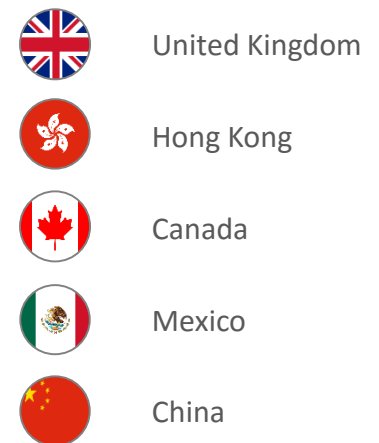 United Kingdom
Hong Kong
Canada
Mexico
China